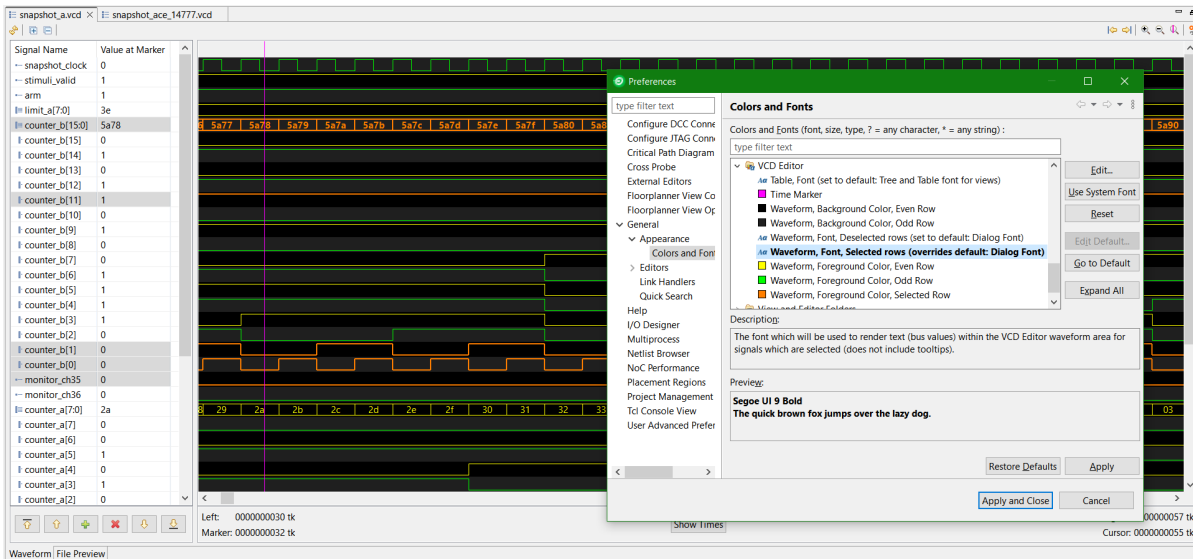 snapshot_a.vcd
snapshot_ace_14777.vcd
Signal Name Value at Marker
snapshot_clock 0
stimuli_valid 1
arm 1
limit_a[7:0] 3e
counter_b[15:0] 5a78
counter_b[15] 0
counter_b[14] 1
counter_b[13] 0
counter_b[12] 1
counter_b[11] 1
counter_b[10] 0
counter_b[9] 1
counter_b[8] 0
counter_b[7] 0
counter_b[6] 1
counter_b[5] 1
counter_b[4] 1
counter_b[3] 1
counter_b[2] 0
counter_b[1] 0
counter_b[0] 0
monitor_ch35 0
monitor_ch36 0
counter_a[7:0] 2a
counter_a[7] 0
counter_a[6] 0
counter_a[5] 1
counter_a[4] 0
counter_a[3] 1
counter_a[2] 0
6 5a77 5a78 5a79 5a7a 5a7b 5a7c 5a7d 5a7e 5a7f 5a80 5a8
5a90
8 29 2a 2b 2c 2d 2e 2f 30 31 32 33
03
Left: 0000000030 tk
Marker: 0000000032 tk
Show Times
0000000057 tk
Cursor: 0000000055 tk
Waveform File Preview
Preferences
type filter text
Configure DCC Conne
Configure JTAG Conn
Critical Path Diagram
Cross Probe
External Editors
Floorplanner View Co
Floorplanner View Op
General
Appearance
Colors and Font
Editors
Link Handlers
Quick Search
Help
I/O Designer
Multiprocess
Netlist Browser
NoC Performance
Placement Regions
Project Management
Tcl Console View
User Advanced Prefer
Colors and Fonts
Colors and Fonts (font, size, type, ? = any character, * = any string) :
type filter text
VCD Editor
Aa Table, Font (set to default: Tree and Table font for views)
Time Marker
Waveform, Background Color, Even Row
Waveform, Background Color, Odd Row
Aa Waveform, Font, Deselected rows (set to default: Dialog Font)
Aa Waveform, Font, Selected rows (overrides default: Dialog Font)
Waveform, Foreground Color, Even Row
Waveform, Foreground Color, Odd Row
Waveform, Foreground Color, Selected Row
View and Editor Folders
Edit...
Use System Font
Reset
Edit Default...
Go to Default
Expand All
Description:
The font which will be used to render text (bus values) within the VCD Editor waveform area for
signals which are selected (does not include tooltips).
Preview:
Segoe UI 9 Bold
The quick brown fox jumps over the lazy dog.
Restore Defaults
Apply
Apply and Close
Cancel